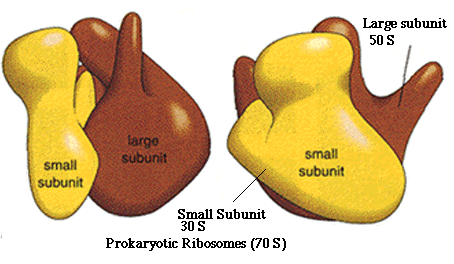 Large subunit
50 S
large
subunit
small
subunit
small
subunit
Small Subunit
30 S
Prokaryotic Ribosomes (70 S)